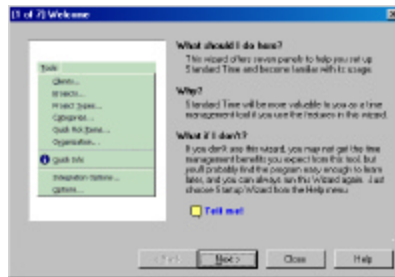 [1 of 7] Welcome
What should I do here?
This wizard offers seven panels to help you set up
Standard Time and become familiar with its usage.
Why?
Standard Time will be more valuable to you as a time
management tool if you use the features in this wizard.
What if I don't?
If you don't use this wizard, you may not get the time
management benefits you expect from this tool, but
you'll probably find the program easy enough to learn
later, and you can always run this Wizard again. Just
choose Startup Wizard from the Help menu.
Tell me!
Tools
Clients...
Projects...
Project Types...
Categories...
Quick Pick Items...
Organization...
Quick Info
Integration Options...
Options...
< Back
Next >
Close
Help